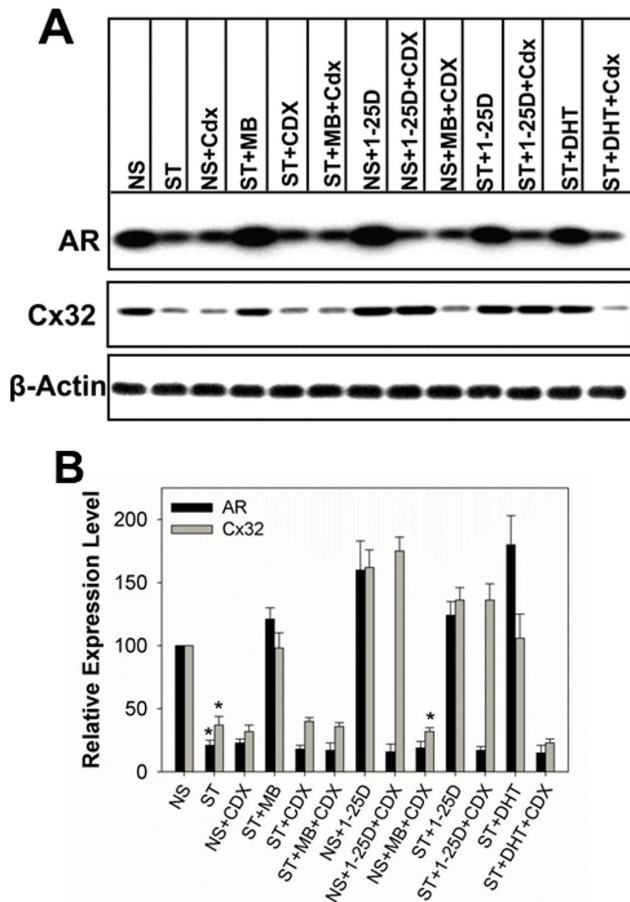 A
NS
ST
NS+Cdx
ST+MB
ST+CDX
ST+MB+Cdx
NS+1-25D
NS+1-25D+CDX
NS+MB+CDX
ST+1-25D
ST+1-25D+Cdx
ST+DHT
ST+DHT+Cdx
AR
Cx32
β-Actin
B
AR
Cx32
Relative Expression Level
200
150
100
50
0
*
*
*
NS
ST
NS+CDX
ST+MB
ST+CDX
ST+MB+CDX
NS+1-25D
NS+1-25D+CDX
NS+MB+CDX
ST+1-25D
ST+1-25D+CDX
ST+DHT
ST+DHT+CDX